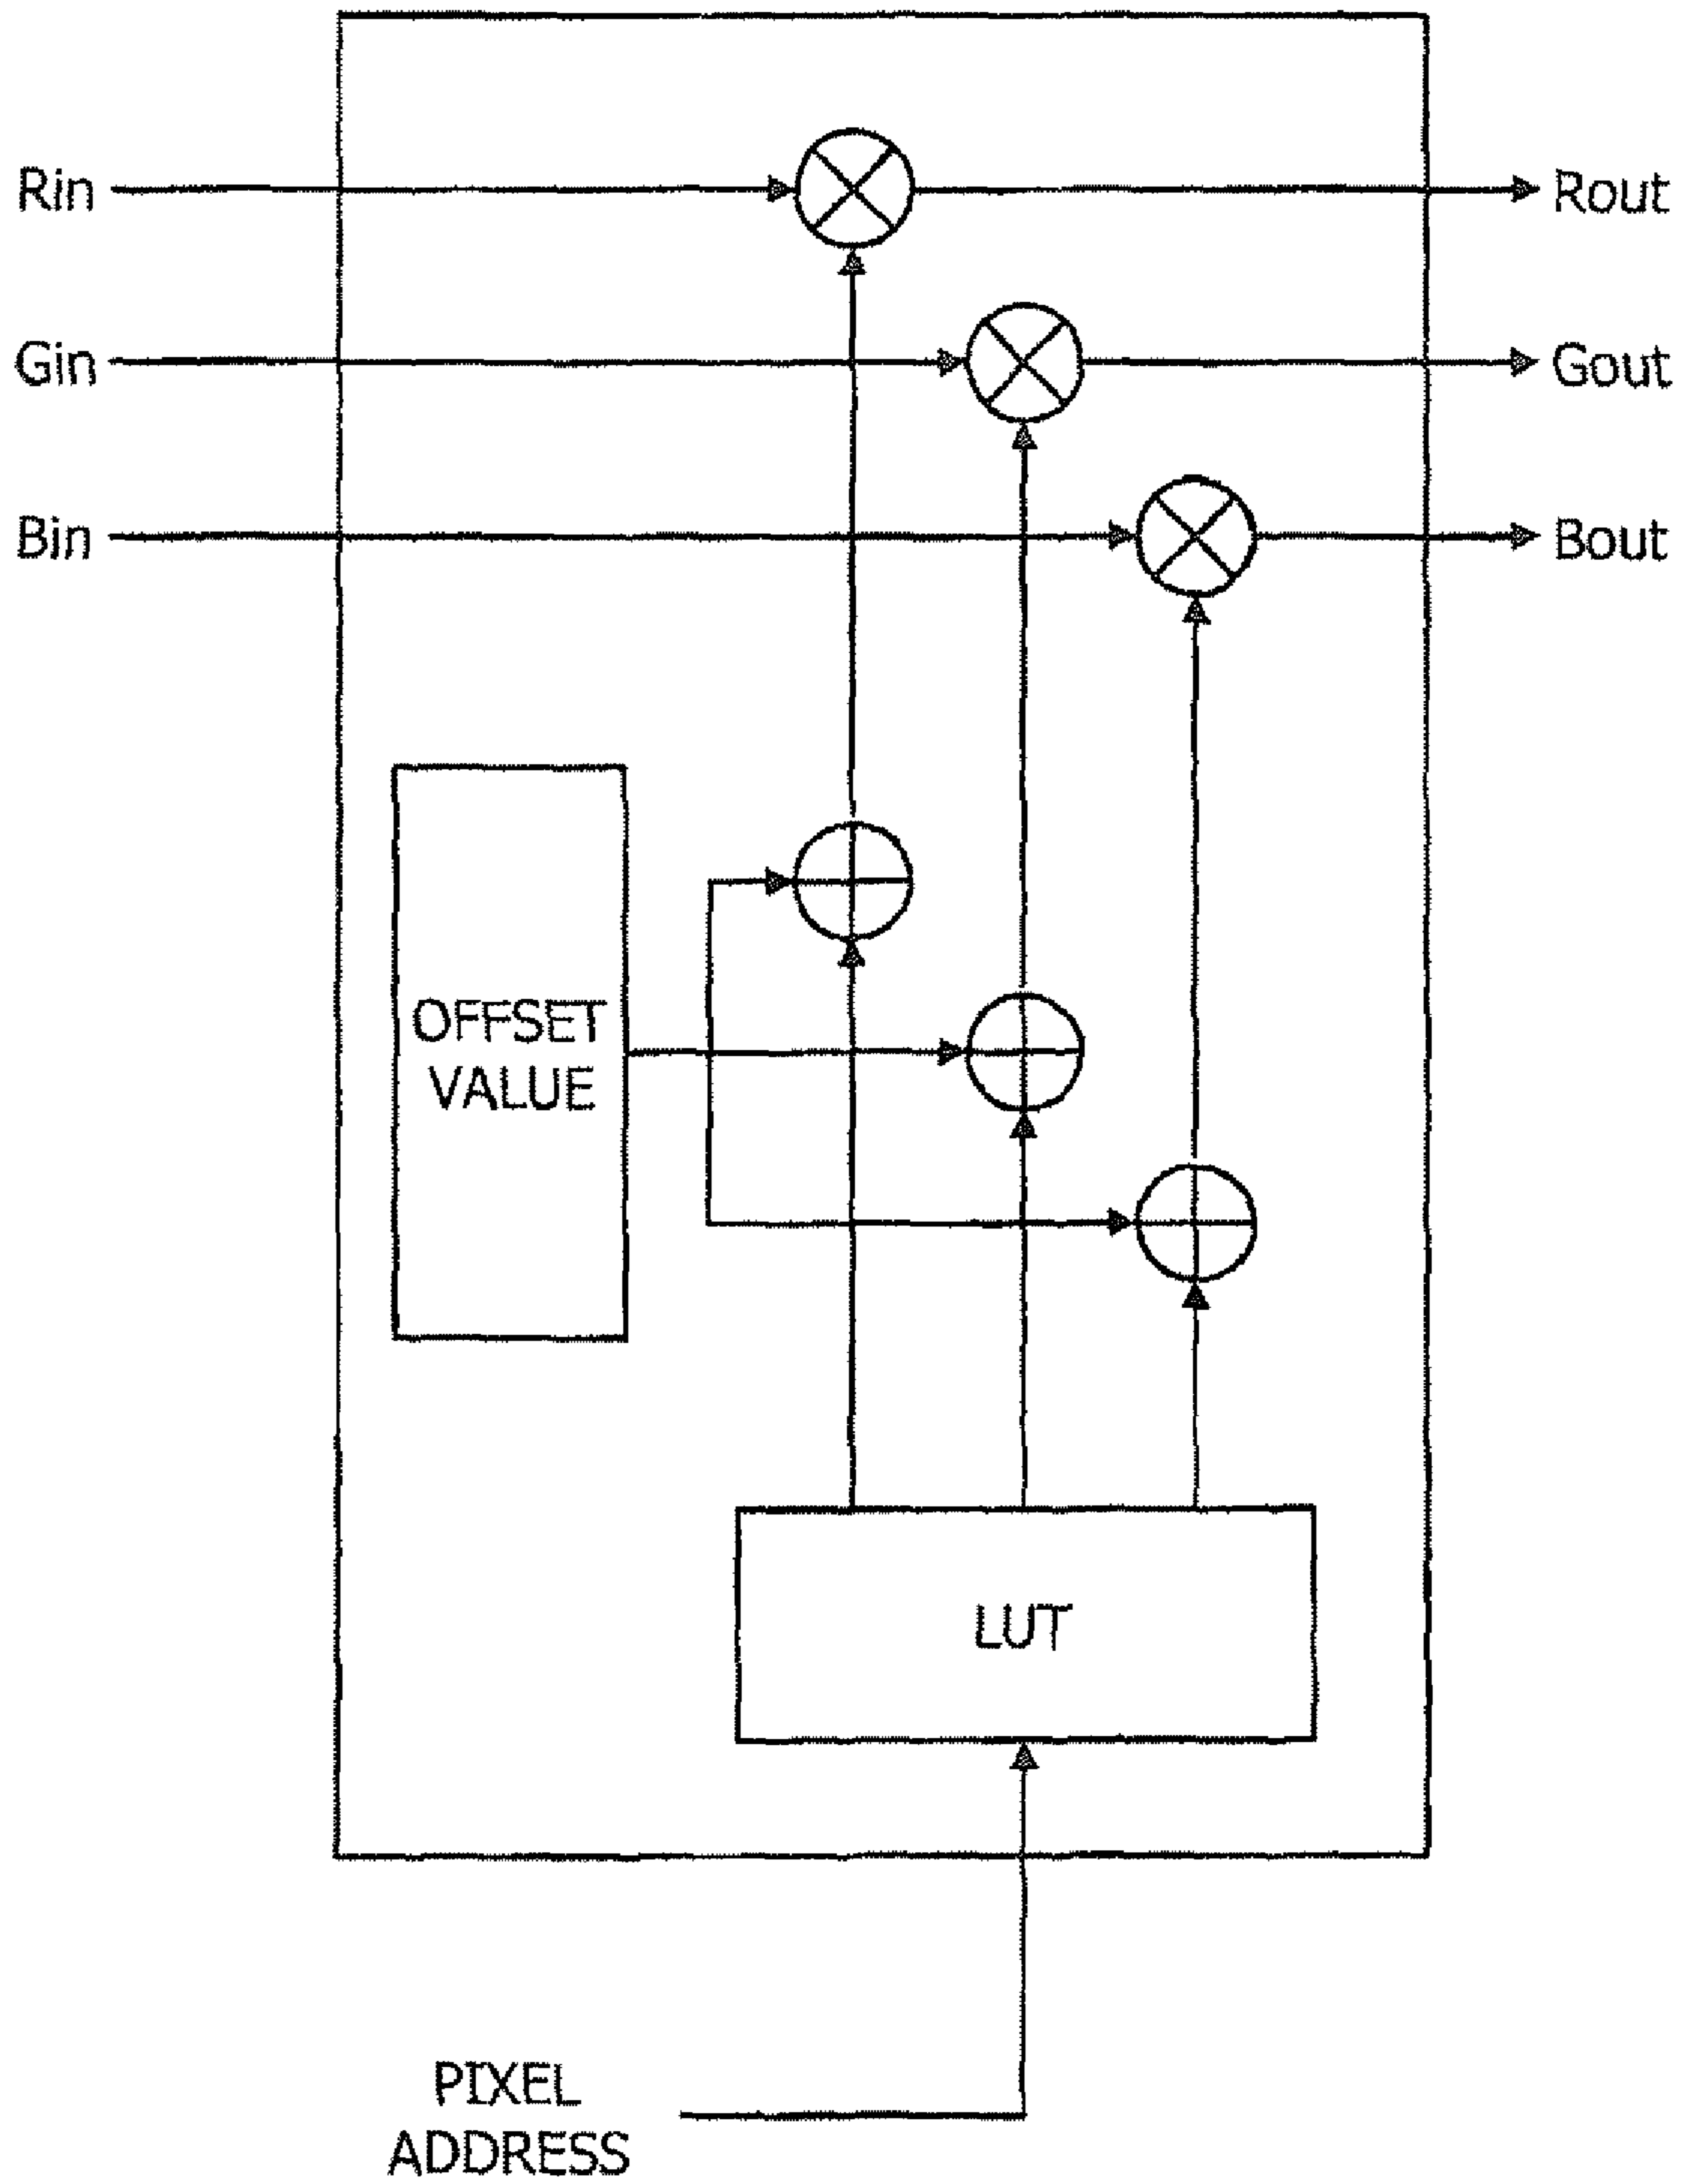 Rin
Rout
Gin
Gout
Bin
Bout
OFFSET
VALUE
LUT
PIXEL
ADDRESS